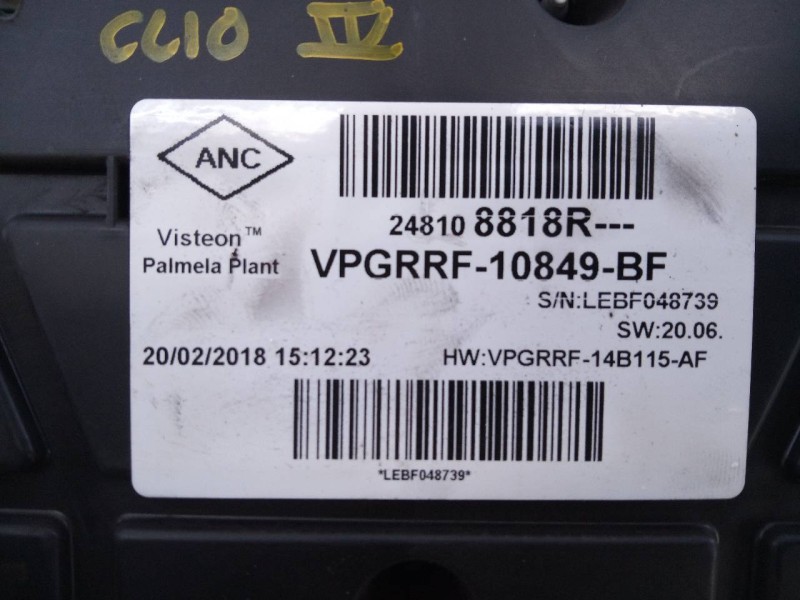 CLIO IV
ANC
24810 8818R---
Visteon™
Palmela Plant
VPGRRF-10849-BF
S/N:LEBF048739
SW:20.06.
20/02/2018 15:12:23
HW:VPGRRF-14B115-AF
*LEBF048739*